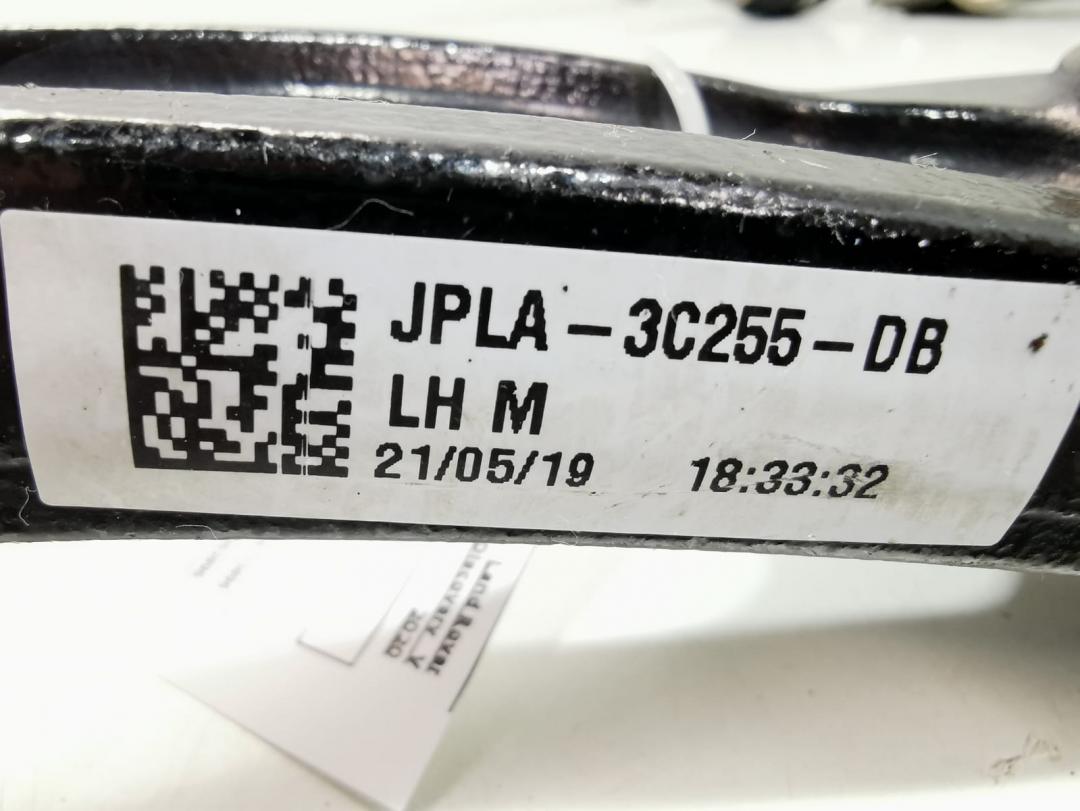 JPLA-3C255-DB
LH M
21/05/19 18:33:32
Land Rover
Discovery V
2020